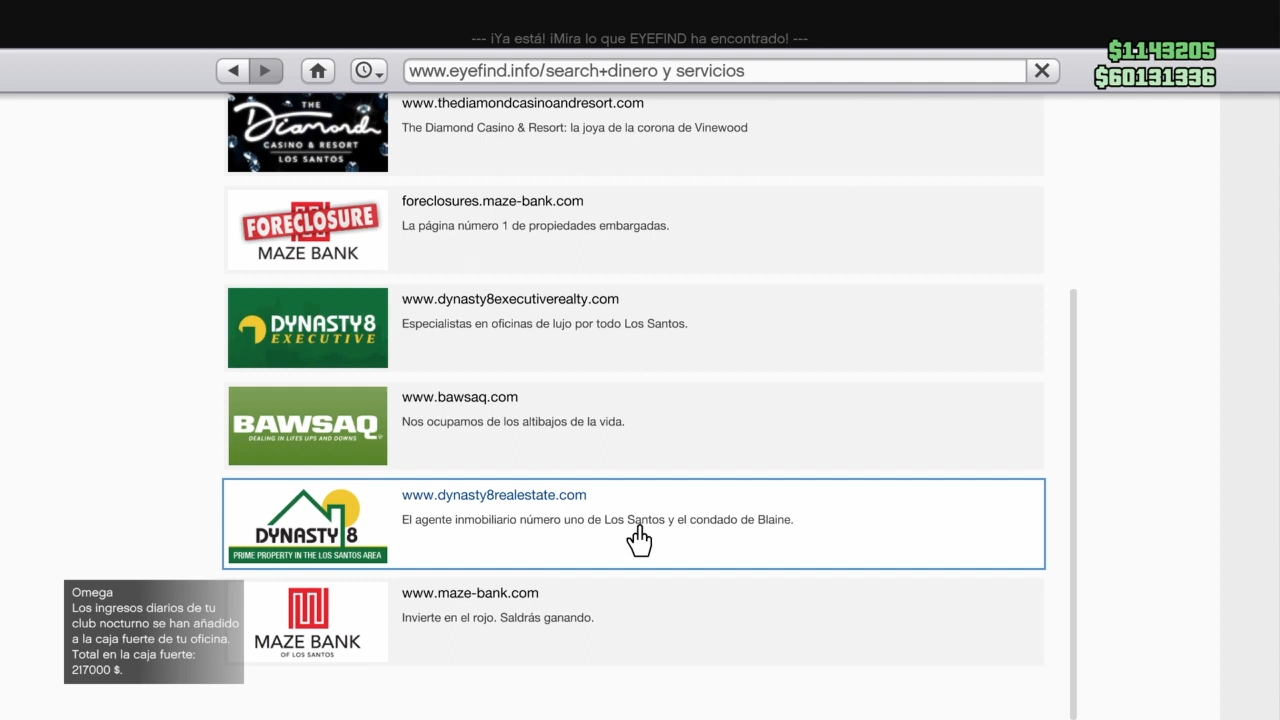 --- ¡Ya está! ¡Mira lo que EYEFIND ha encontrado! ---
$1143205
www.eyefind.info/search+dinero y servicios
$60131336
THE
Diamond
CASINO & RESORT
LOS SANTOS
www.thediamondcasinoandresort.com
The Diamond Casino & Resort: la joya de la corona de Vinewood
FORECLOSURE
MAZE BANK
foreclosures.maze-bank.com
La página número 1 de propiedades embargadas.
DYNASTY8
EXECUTIVE
www.dynasty8executiverealty.com
Especialistas en oficinas de lujo por todo Los Santos.
BAWSAQ
DEALING IN LIFES UPS AND DOWNS
www.bawsaq.com
Nos ocupamos de los altibajos de la vida.
DYNASTY 8
PRIME PROPERTY IN THE LOS SANTOS AREA
www.dynasty8realestate.com
El agente inmobiliario número uno de Los Santos y el condado de Blaine.
Omega
Los ingresos diarios de tu
club nocturno se han añadido
a la caja fuerte de tu oficina.
Total en la caja fuerte:
217000 $.
MAZE BANK
OF LOS SANTOS
www.maze-bank.com
Invierte en el rojo. Saldrás ganando.